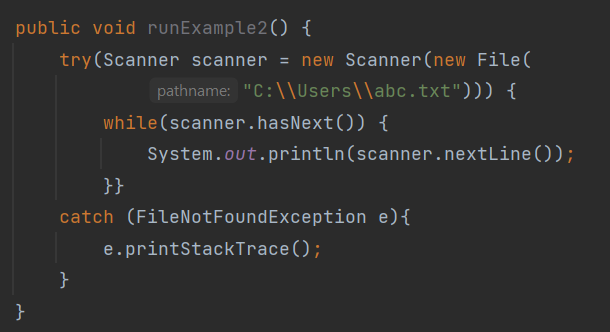 public void runExample2() {
    try(Scanner scanner = new Scanner(new File(
            pathname: "C:\\Users\\abc.txt"))) {
        while(scanner.hasNext()) {
            System.out.println(scanner.nextLine());
        }}
    catch (FileNotFoundException e){
        e.printStackTrace();
    }
}